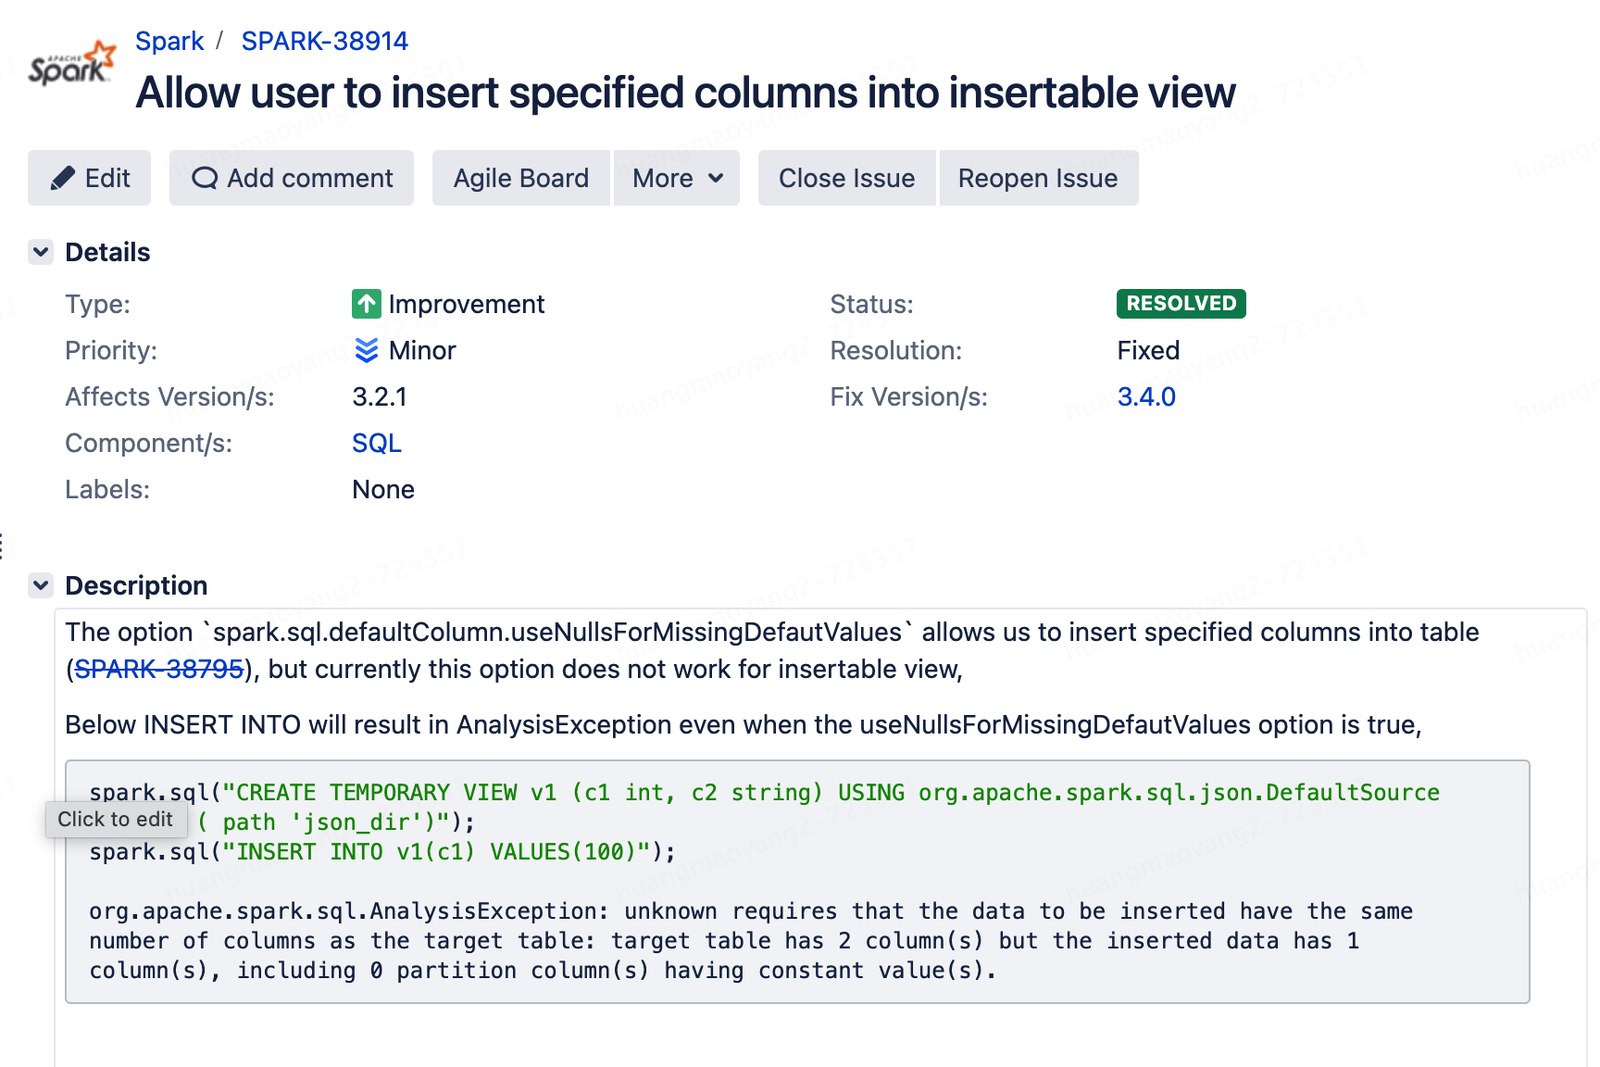 APACHE
Spark
Spark / SPARK-38914
Allow user to insert specified columns into insertable view
Edit
Add comment
Agile Board
More
Close Issue
Reopen Issue
Details
Type: Improvement
Status: RESOLVED
Priority: Minor
Resolution: Fixed
Affects Version/s: 3.2.1
Fix Version/s: 3.4.0
Component/s: SQL
Labels: None
Description
The option `spark.sql.defaultColumn.useNullsForMissingDefautValues` allows us to insert specified columns into table
(SPARK-38795), but currently this option does not work for insertable view,
Below INSERT INTO will result in AnalysisException even when the useNullsForMissingDefautValues option is true,
spark.sql("CREATE TEMPORARY VIEW v1 (c1 int, c2 string) USING org.apache.spark.sql.json.DefaultSource
Click to edit
( path 'json_dir')");
spark.sql("INSERT INTO v1(c1) VALUES(100)");
org.apache.spark.sql.AnalysisException: unknown requires that the data to be inserted have the same
number of columns as the target table: target table has 2 column(s) but the inserted data has 1
column(s), including 0 partition column(s) having constant value(s).